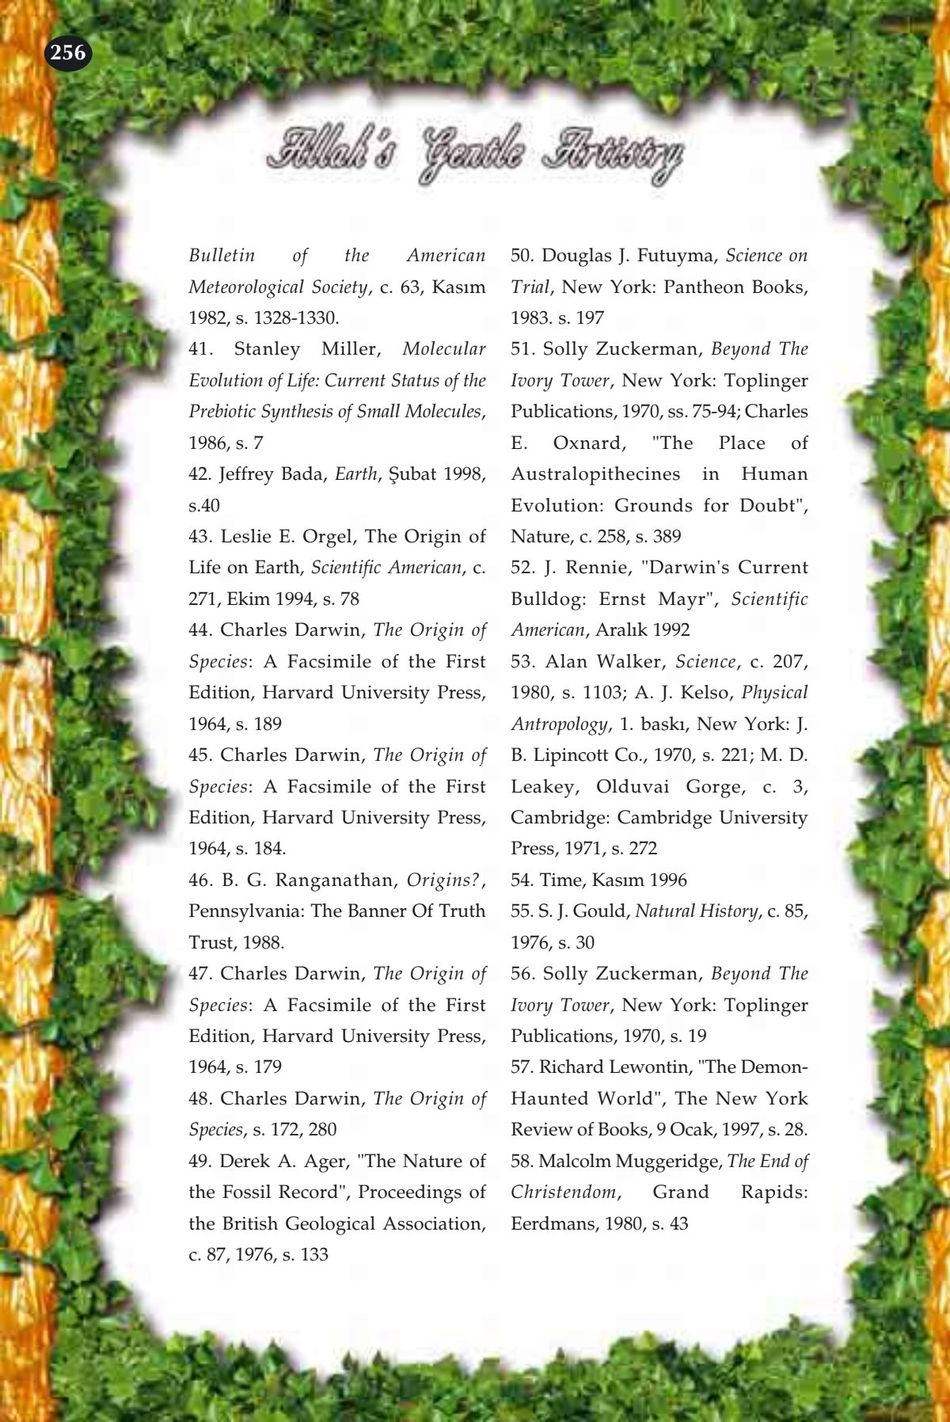 256
Allah's Gentle Artistry
Bulletin of the American
Meteorological Society, c. 63, Kasım
1982, s. 1328-1330.
41. Stanley Miller, Molecular
Evolution of Life: Current Status of the
Prebiotic Synthesis of Small Molecules,
1986, s. 7
42. Jeffrey Bada, Earth, Şubat 1998,
s.40
43. Leslie E. Orgel, The Origin of
Life on Earth, Scientific American, c.
271, Ekim 1994, s. 78
44. Charles Darwin, The Origin of
Species: A Facsimile of the First
Edition, Harvard University Press,
1964, s. 189
45. Charles Darwin, The Origin of
Species: A Facsimile of the First
Edition, Harvard University Press,
1964, s. 184.
46. B. G. Ranganathan, Origins?,
Pennsylvania: The Banner Of Truth
Trust, 1988.
47. Charles Darwin, The Origin of
Species: A Facsimile of the First
Edition, Harvard University Press,
1964, s. 179
48. Charles Darwin, The Origin of
Species, s. 172, 280
49. Derek A. Ager, "The Nature of
the Fossil Record", Proceedings of
the British Geological Association,
c. 87, 1976, s. 133
50. Douglas J. Futuyma, Science on
Trial, New York: Pantheon Books,
1983. s. 197
51. Solly Zuckerman, Beyond The
Ivory Tower, New York: Toplinger
Publications, 1970, ss. 75-94; Charles
E. Oxnard, "The Place of
Australopithecines in Human
Evolution: Grounds for Doubt",
Nature, c. 258, s. 389
52. J. Rennie, "Darwin's Current
Bulldog: Ernst Mayr", Scientific
American, Aralık 1992
53. Alan Walker, Science, c. 207,
1980, s. 1103; A. J. Kelso, Physical
Antropology, 1. baskı, New York: J.
B. Lipincott Co., 1970, s. 221; M. D.
Leakey, Olduvai Gorge, c. 3,
Cambridge: Cambridge University
Press, 1971, s. 272
54. Time, Kasım 1996
55. S. J. Gould, Natural History, c. 85,
1976, s. 30
56. Solly Zuckerman, Beyond The
Ivory Tower, New York: Toplinger
Publications, 1970, s. 19
57. Richard Lewontin, "The Demon-
Haunted World", The New York
Review of Books, 9 Ocak, 1997, s. 28.
58. Malcolm Muggeridge, The End of
Christendom, Grand Rapids:
Eerdmans, 1980, s. 43